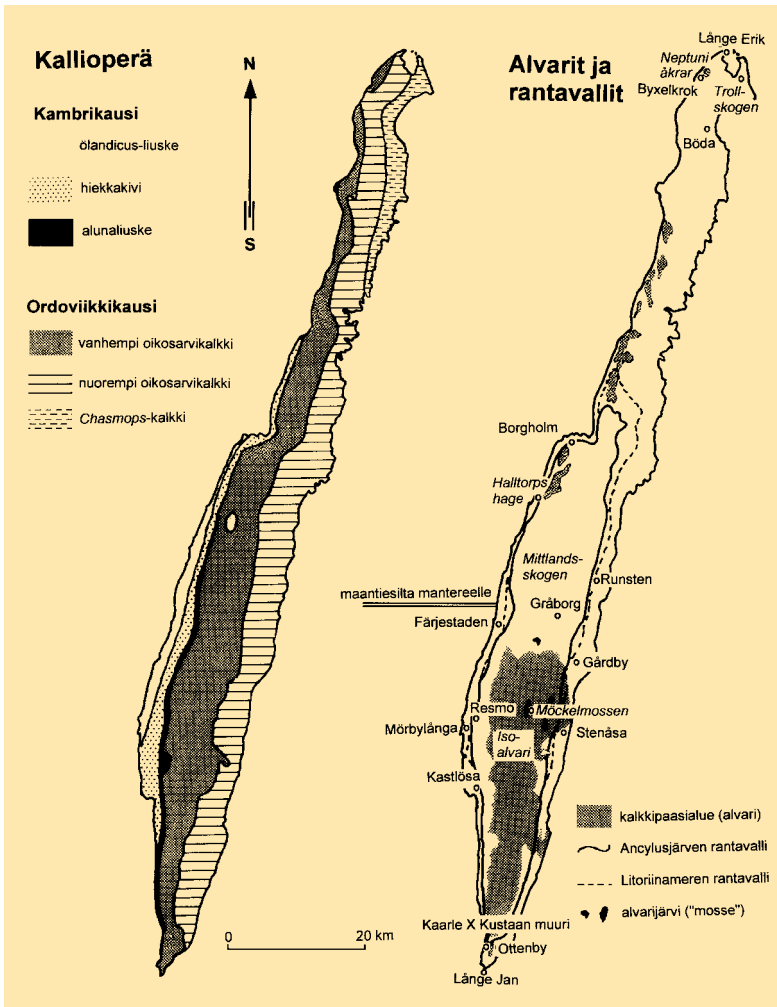 Kallioperä
N
S
Kambrikausi
ölandicus-liuske
hiekkakivi
alunaliuske
Ordoviikkikausi
vanhempi oikosarvikalkki
nuorempi oikosarvikalkki
Chasmops-kalkki
0
20 km
Alvarit ja
rantavallit
Långe Erik
Neptuni
åkrar
Byxelkrok
Troll-
skogen
Böda
Borgholm
Halltorps
hage
Mittlands-
skogen
Runsten
maantiesilta mantereelle
Gråborg
Färjestaden
Gårdby
Resmo
Möckelmossen
Mörbylånga
Stenåsa
Iso-
alvari
Kastlösa
kalkkipaasialue (alvari)
Ancylusjärven rantavalli
Litoriinameren rantavalli
alvarijärvi ("mosse")
Kaarle X Kustaan muuri
Ottenby
Långe Jan